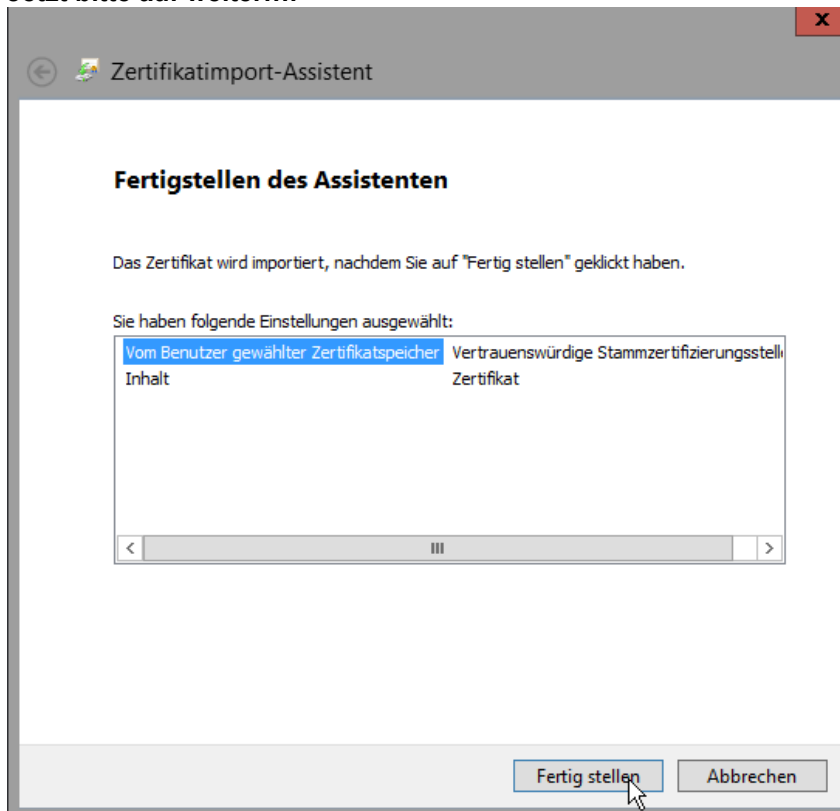 Zertifikatimport-Assistent
Fertigstellen des Assistenten
Das Zertifikat wird importiert, nachdem Sie auf "Fertig stellen" geklickt haben.
Sie haben folgende Einstellungen ausgewählt:
Vom Benutzer gewählter Zertifikatspeicher Vertrauenswürdige Stammzertifizierungsstell
Inhalt Zertifikat
Fertig stellen Abbrechen